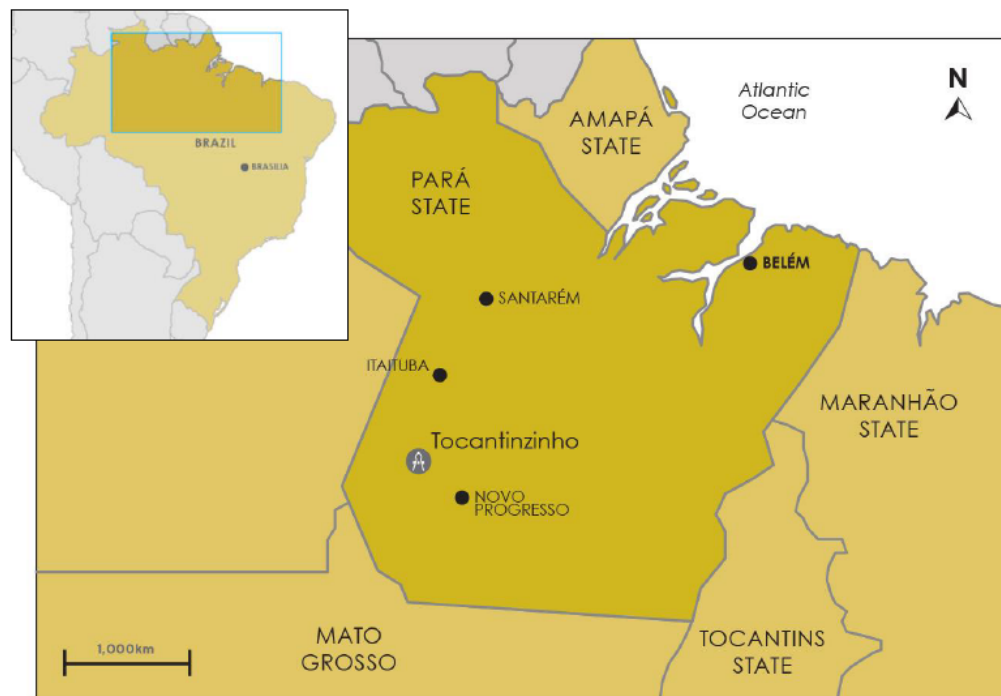 BRAZIL
BRASILIA
Atlantic
Ocean
N
AMAPÁ
STATE
PARÁ
STATE
BELÉM
SANTARÉM
ITAITUBA
MARANHÃO
STATE
Tocantinzinho
NOVO
PROGRESSO
1,000km
MATO
GROSSO
TOCANTINS
STATE